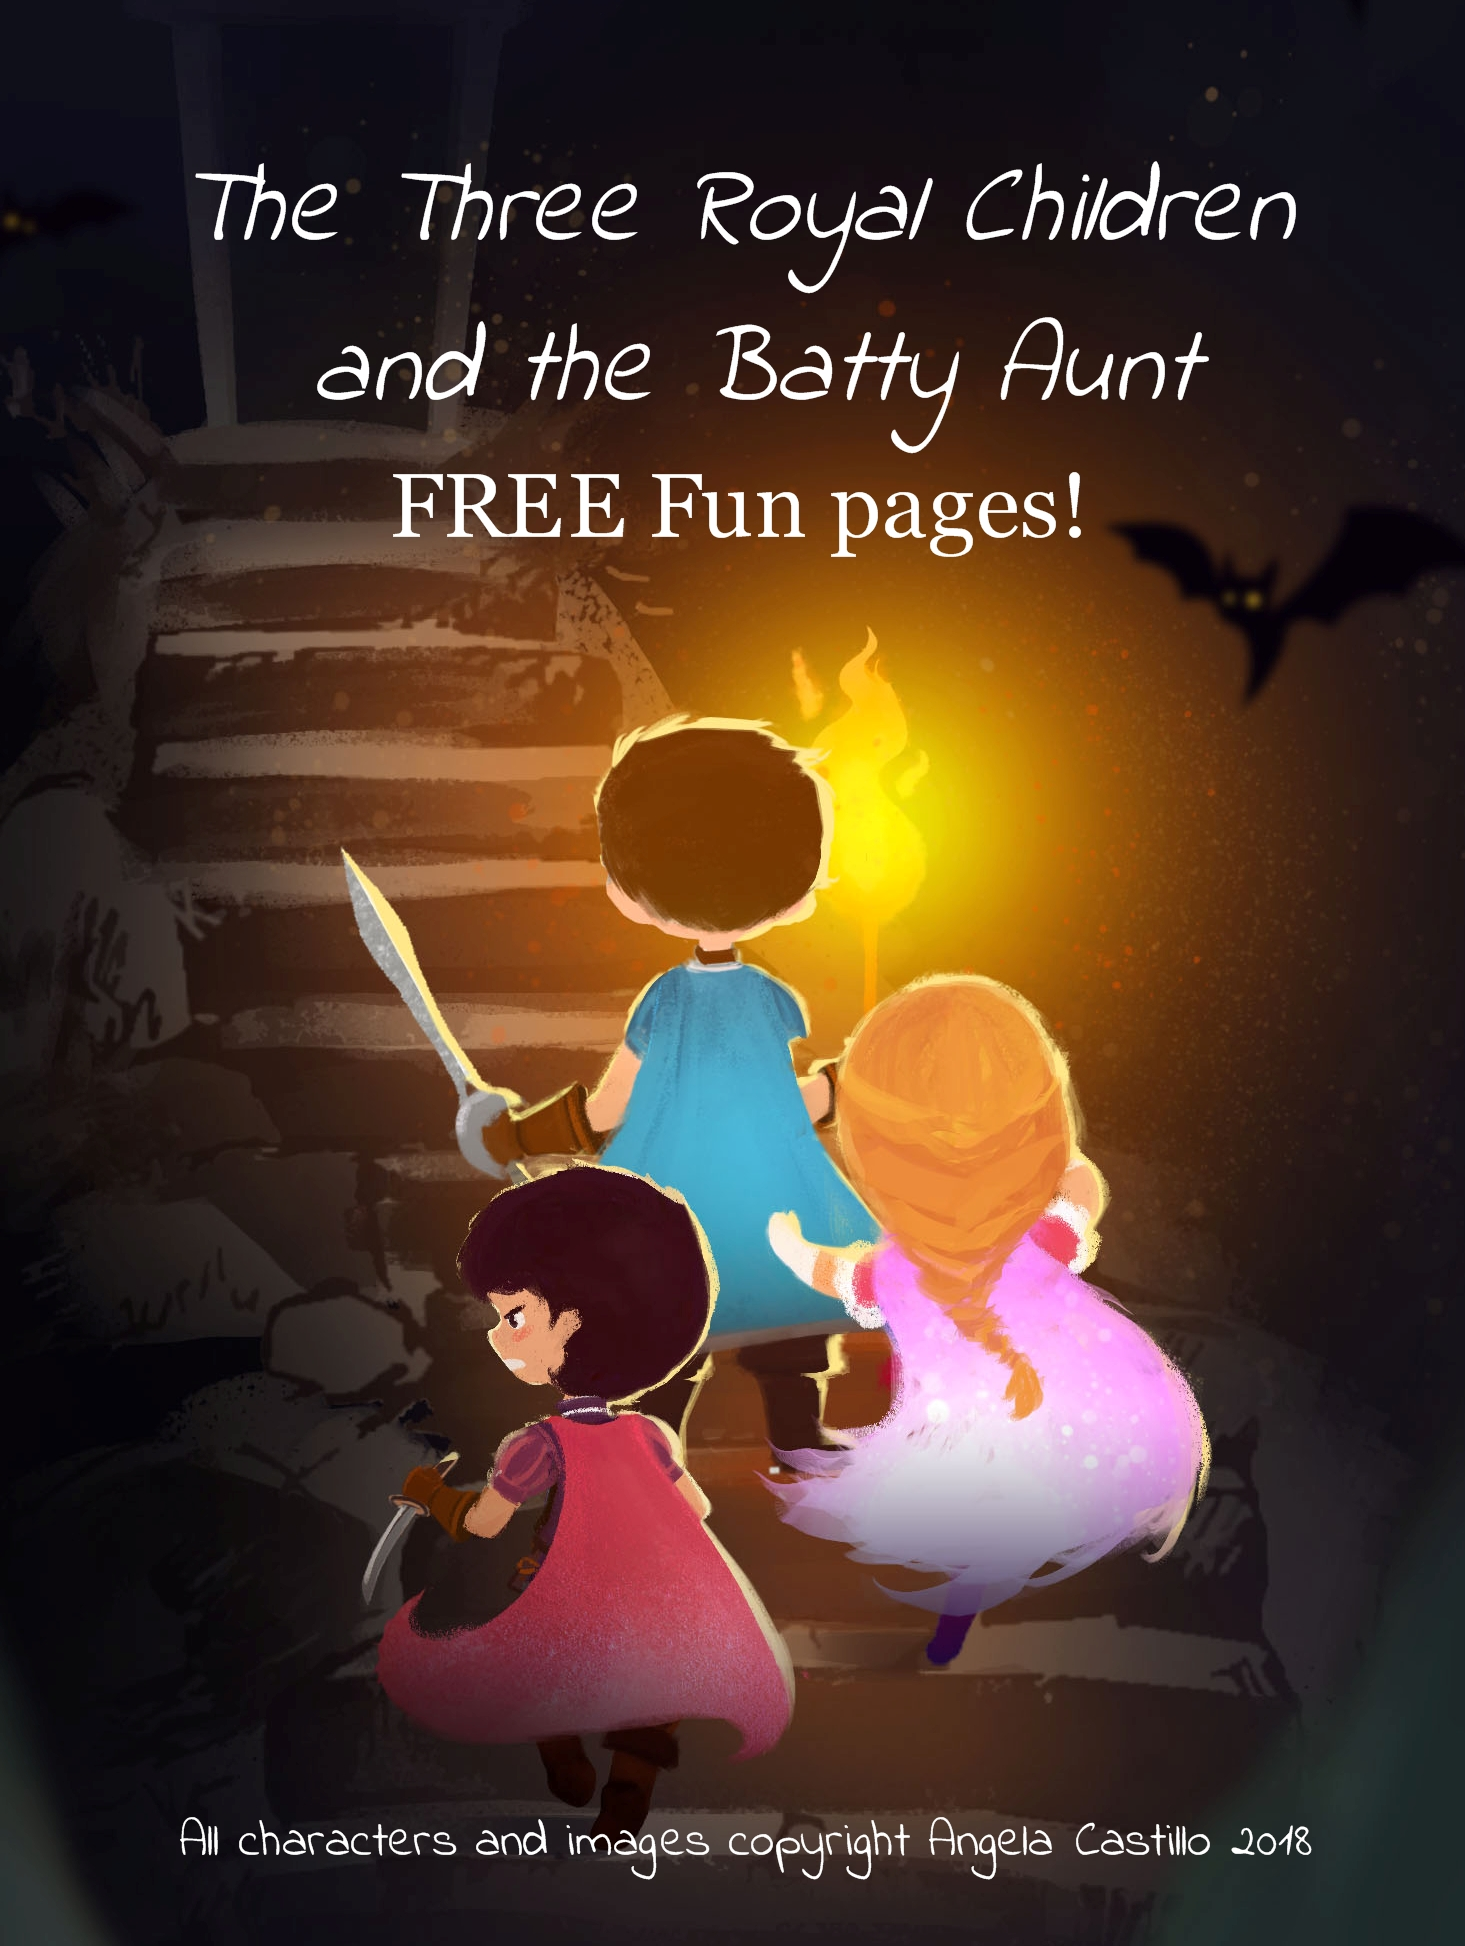 The Three Royal Children
and the Batty Aunt
FREE Fun pages!
All characters and images copyright Angela Castillo 2018